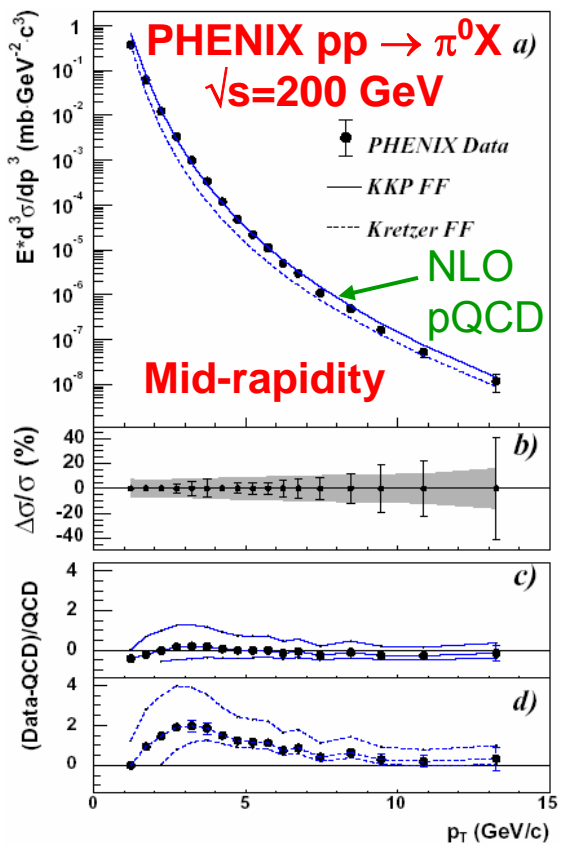 PHENIX pp → π⁰X
√s=200 GeV
a)
PHENIX Data
KKP FF
Kretzer FF
NLO
pQCD
Mid-rapidity
E*d³σ/dp³ (mb·GeV⁻²·c³)
1
10⁻¹
10⁻²
10⁻³
10⁻⁴
10⁻⁵
10⁻⁶
10⁻⁷
10⁻⁸
b)
Δσ/σ (%)
40
20
0
-20
-40
c)
(Data-QCD)/QCD
4
2
0
d)
4
2
0
0 5 10 15
p_T (GeV/c)